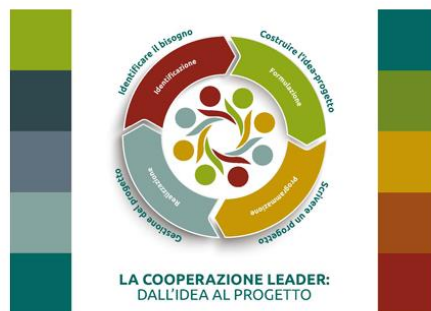 Identificare il bisogno
Identificazione
Costruire l'idea-progetto
Formulazione
Scrivere un progetto
Programmazione
Gestione del progetto
Realizzazione
LA COOPERAZIONE LEADER:
DALL'IDEA AL PROGETTO